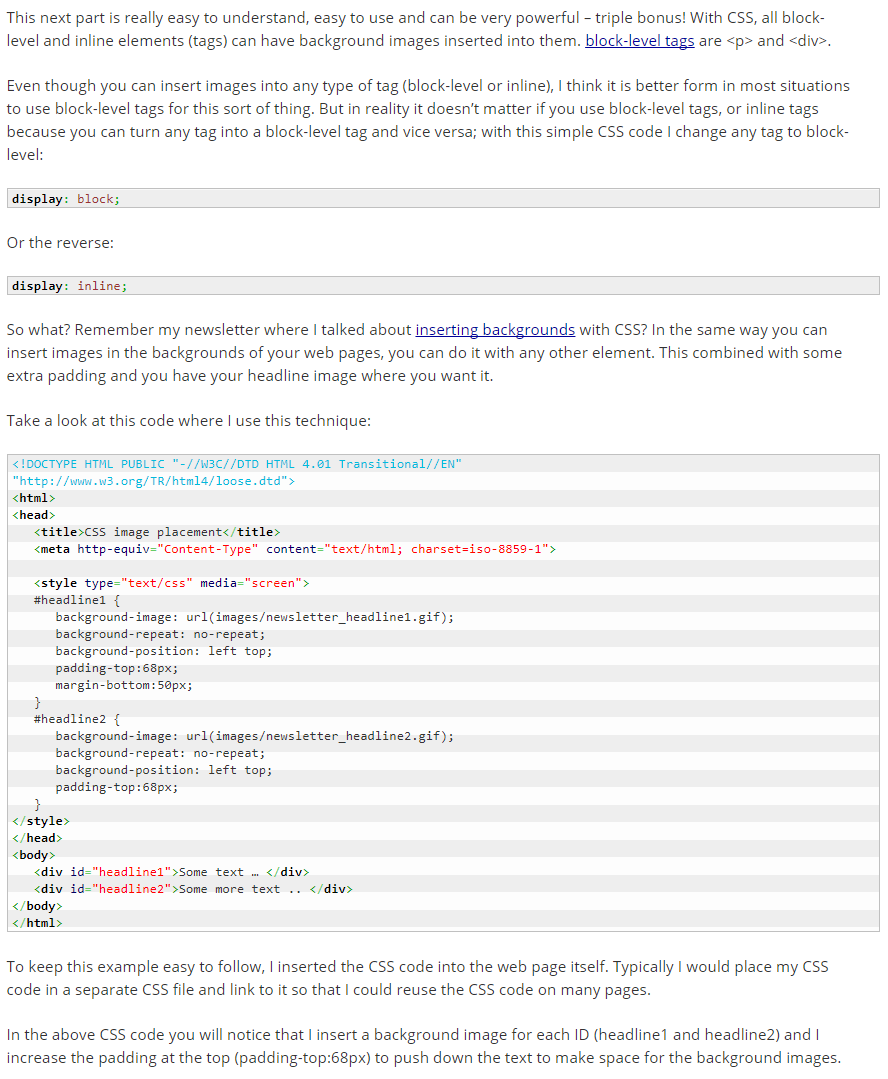 This next part is really easy to understand, easy to use and can be very powerful – triple bonus! With CSS, all block-
level and inline elements (tags) can have background images inserted into them. block-level tags are <p> and <div>.
Even though you can insert images into any type of tag (block-level or inline), I think it is better form in most situations
to use block-level tags for this sort of thing. But in reality it doesn’t matter if you use block-level tags, or inline tags
because you can turn any tag into a block-level tag and vice versa; with this simple CSS code I change any tag to block-
level:
display: block;
Or the reverse:
display: inline;
So what? Remember my newsletter where I talked about inserting backgrounds with CSS? In the same way you can
insert images in the backgrounds of your web pages, you can do it with any other element. This combined with some
extra padding and you have your headline image where you want it.
Take a look at this code where I use this technique:
<!DOCTYPE HTML PUBLIC "-//W3C//DTD HTML 4.01 Transitional//EN"
"http://www.w3.org/TR/html4/loose.dtd">
<html>
<head>
<title>CSS image placement</title>
<meta http-equiv="Content-Type" content="text/html; charset=iso-8859-1">
<style type="text/css" media="screen">
#headline1 {
background-image: url(images/newsletter_headline1.gif);
background-repeat: no-repeat;
background-position: left top;
padding-top:68px;
margin-bottom:50px;
}
#headline2 {
background-image: url(images/newsletter_headline2.gif);
background-repeat: no-repeat;
background-position: left top;
padding-top:68px;
}
</style>
</head>
<body>
<div id="headline1">Some text … </div>
<div id="headline2">Some more text .. </div>
</body>
</html>
To keep this example easy to follow, I inserted the CSS code into the web page itself. Typically I would place my CSS
code in a separate CSS file and link to it so that I could reuse the CSS code on many pages.
In the above CSS code you will notice that I insert a background image for each ID (headline1 and headline2) and I
increase the padding at the top (padding-top:68px) to push down the text to make space for the background images.